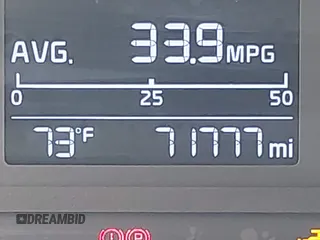 AVG. 33.9 MPG
0 25 50
73°F 71777 mi
DREAMBID